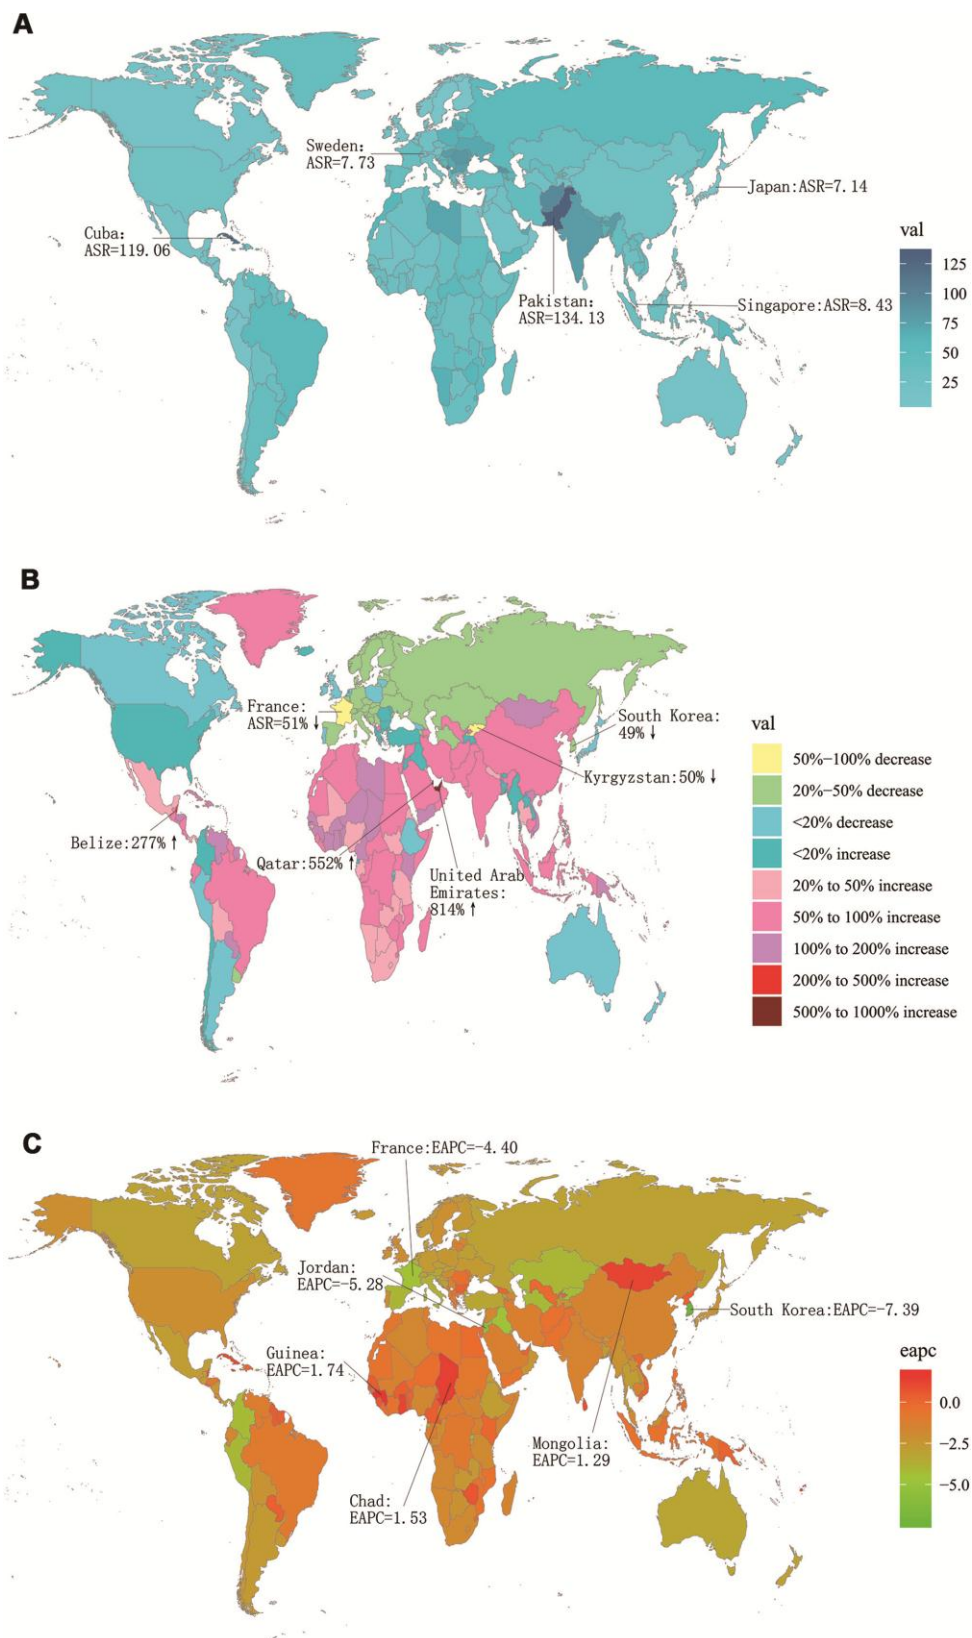 A
Sweden:
ASR=7.73
Japan:ASR=7.14
Cuba:
ASR=119.06
Pakistan:
ASR=134.13
Singapore:ASR=8.43
val
125
100
75
50
25
B
France:
ASR=51% ↓
South Korea:
49% ↓
Kyrgyzstan:50% ↓
Belize:277% ↑
Qatar:552% ↑
United Arab
Emirates:
814% ↑
val
50%−100% decrease
20%−50% decrease
<20% decrease
<20% increase
20% to 50% increase
50% to 100% increase
100% to 200% increase
200% to 500% increase
500% to 1000% increase
C
France:EAPC=−4.40
Jordan:
EAPC=−5.28
South Korea:EAPC=−7.39
Guinea:
EAPC=1.74
Mongolia:
EAPC=1.29
Chad:
EAPC=1.53
eapc
0.0
−2.5
−5.0